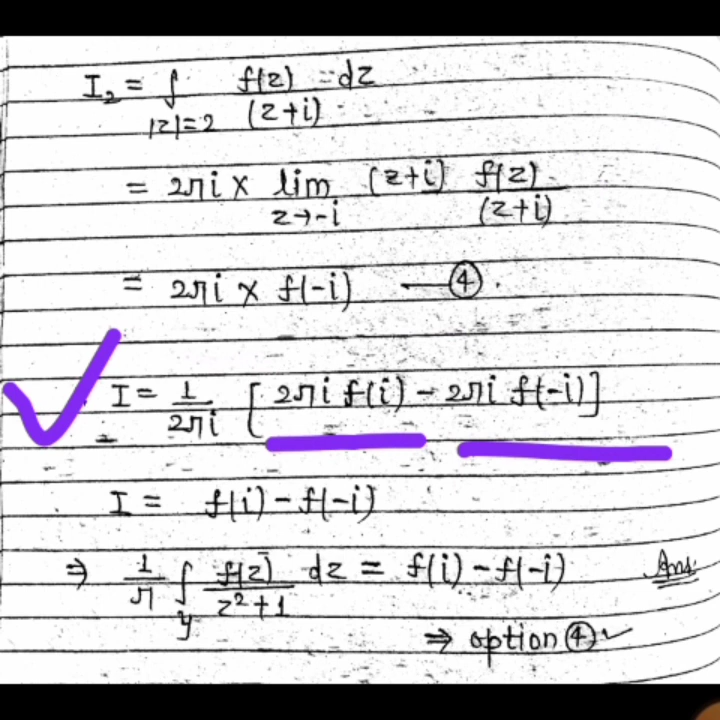 I₂ = ∫ f(z) dz
|z|=2 (z+i)
= 2πi × lim (z+i) f(z)
z→-i (z+i)
= 2πi × f(-i) —④.
I = 1/2πi [2πi f(i) - 2πi f(-i)]
I = f(i) - f(-i)
⇒ 1/π ∫ f(z)/z²+1 dz = f(i) - f(-i) Ans
γ
⇒ option ④✓